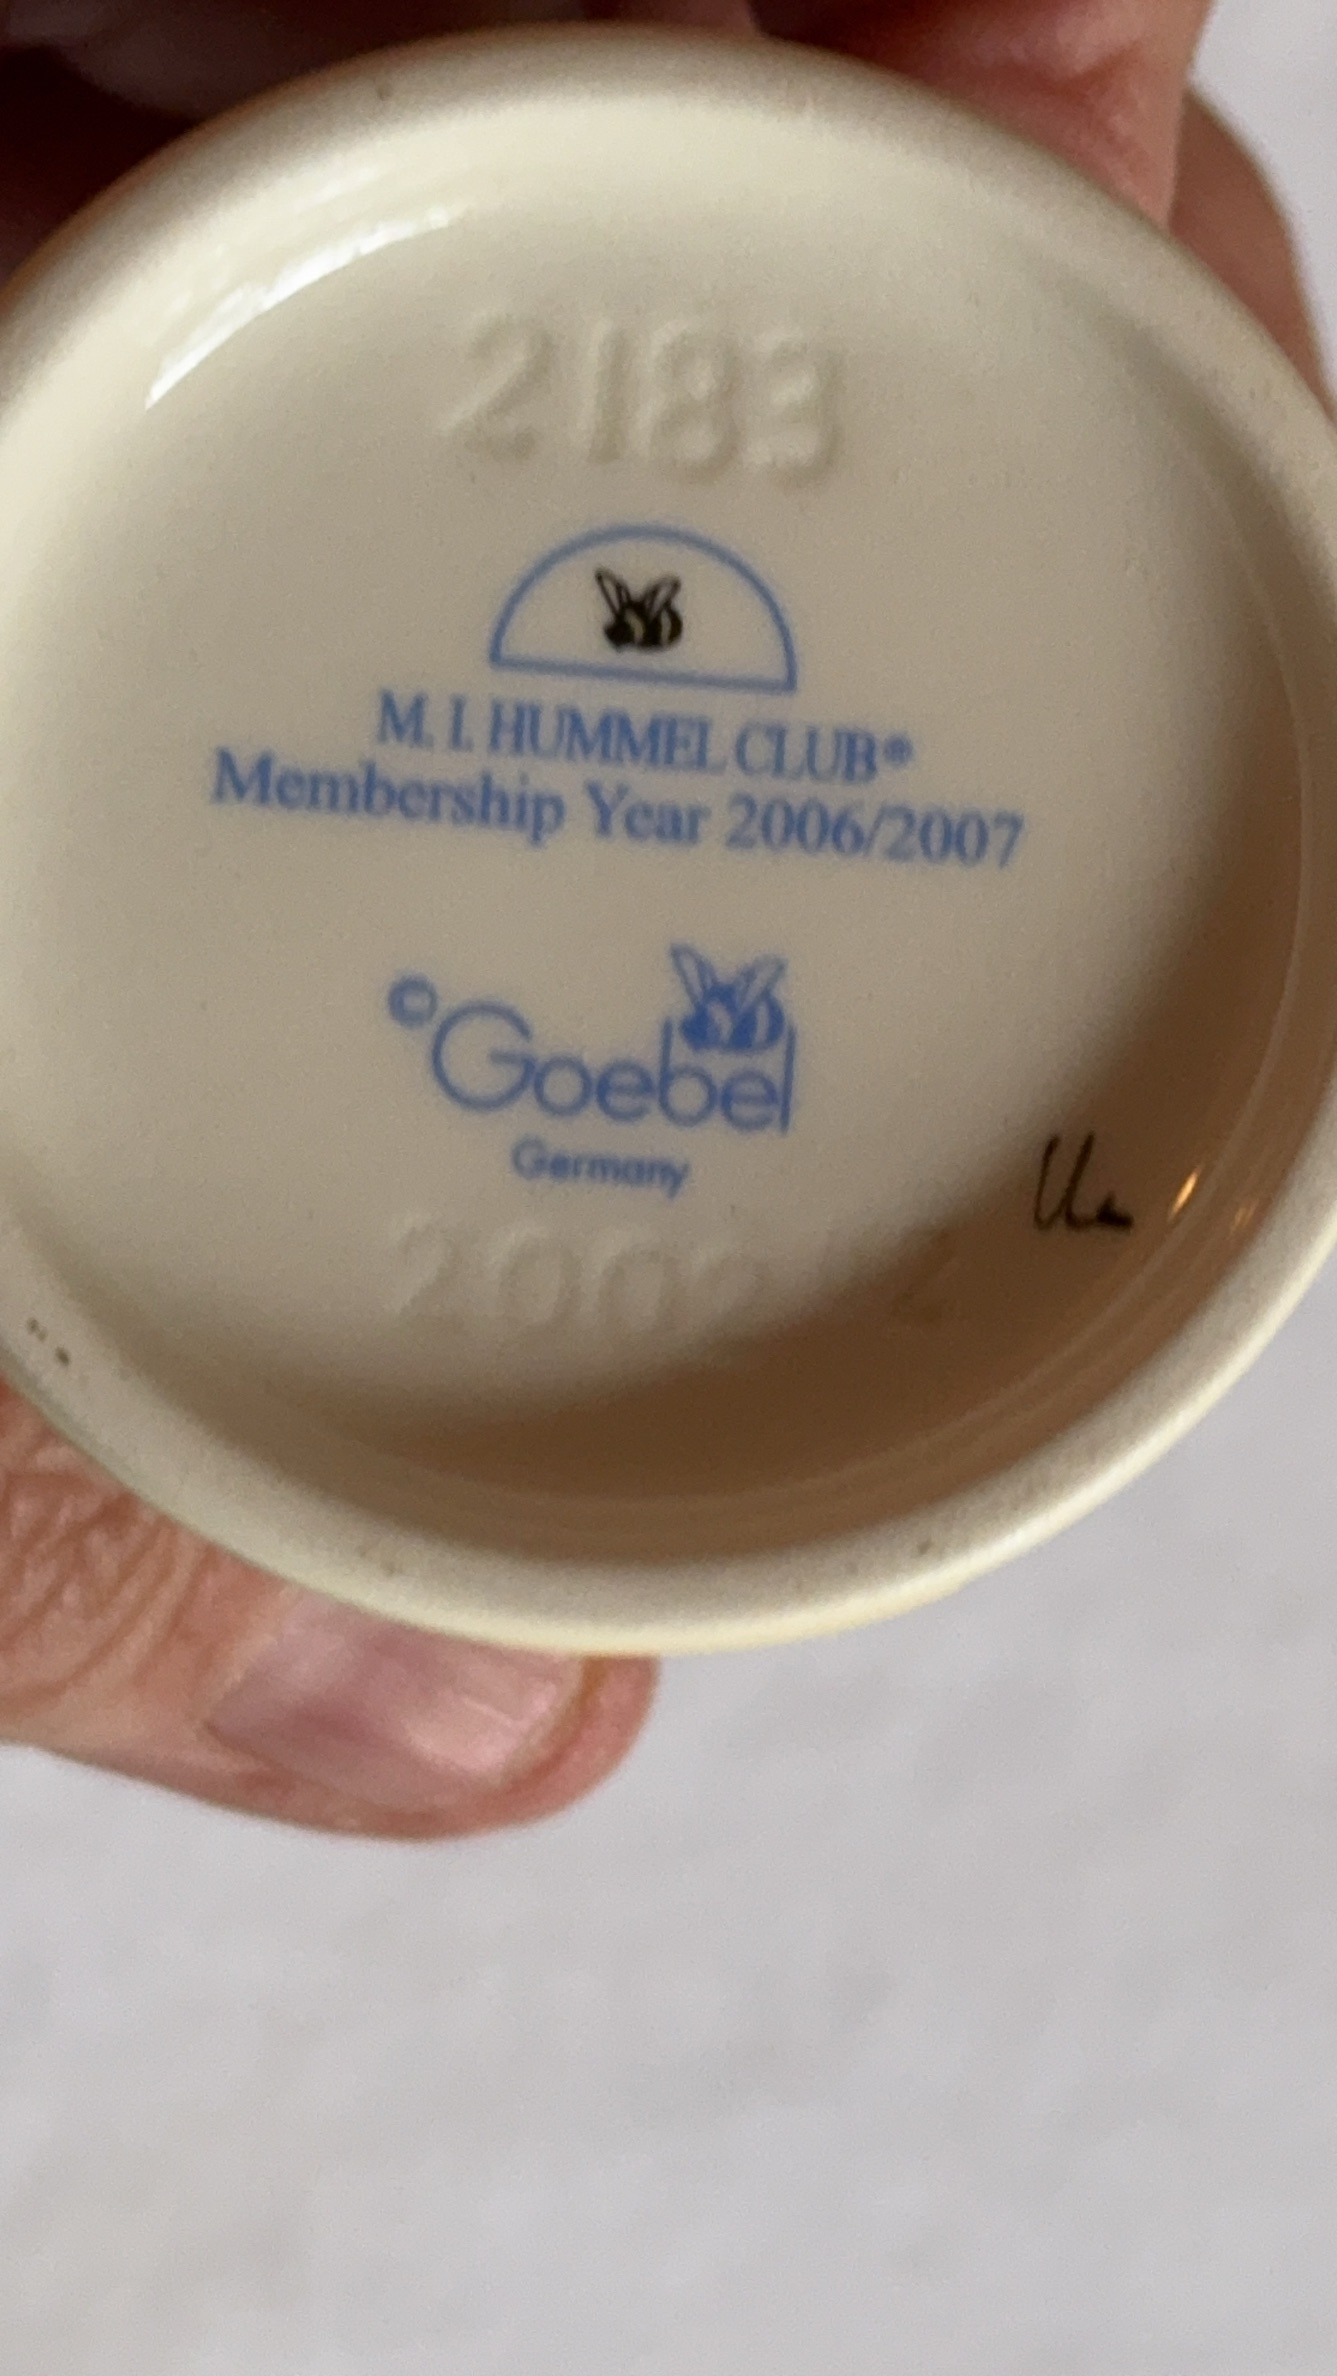 2183
M. I. HUMMEL CLUB®
Membership Year 2006/2007
© Goebel
Germany